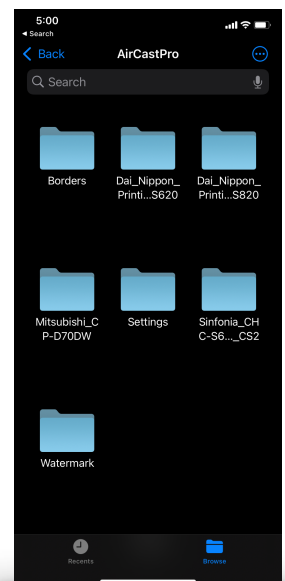 5:00
◀ Search
Back
AirCastPro
Search
Borders
Dai_Nippon_
Printi...S620
Dai_Nippon_
Printi...S820
Mitsubishi_C
P-D70DW
Settings
Sinfonia_CH
C-S6..._CS2
Watermark
Recents
Browse